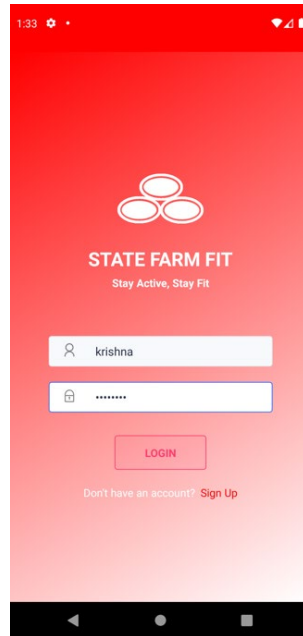 1:33
STATE FARM FIT
Stay Active, Stay Fit
krishna
••••••••
LOGIN
Don't have an account? Sign Up